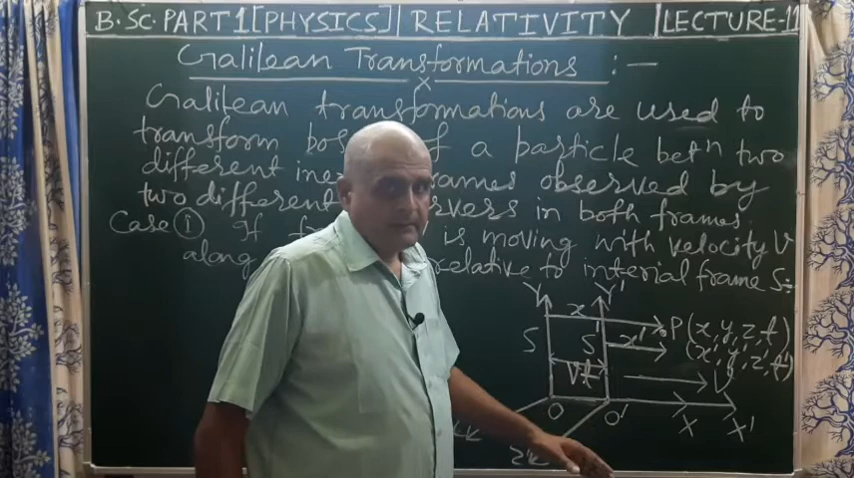 B.SC. PART 1 [PHYSICS] | RELATIVITY | LECTURE-11
Galilean Transformations :-
Galilean transformations are used to
transform of a particle betn two
different observed by
two different in both frames
Case (i) If is moving with velocity V
along relative to interial frame S:-
Y Y'
x
S S' x' P(x, y, z, t)
(x', y', z', t')
Vt V
O O' X X'